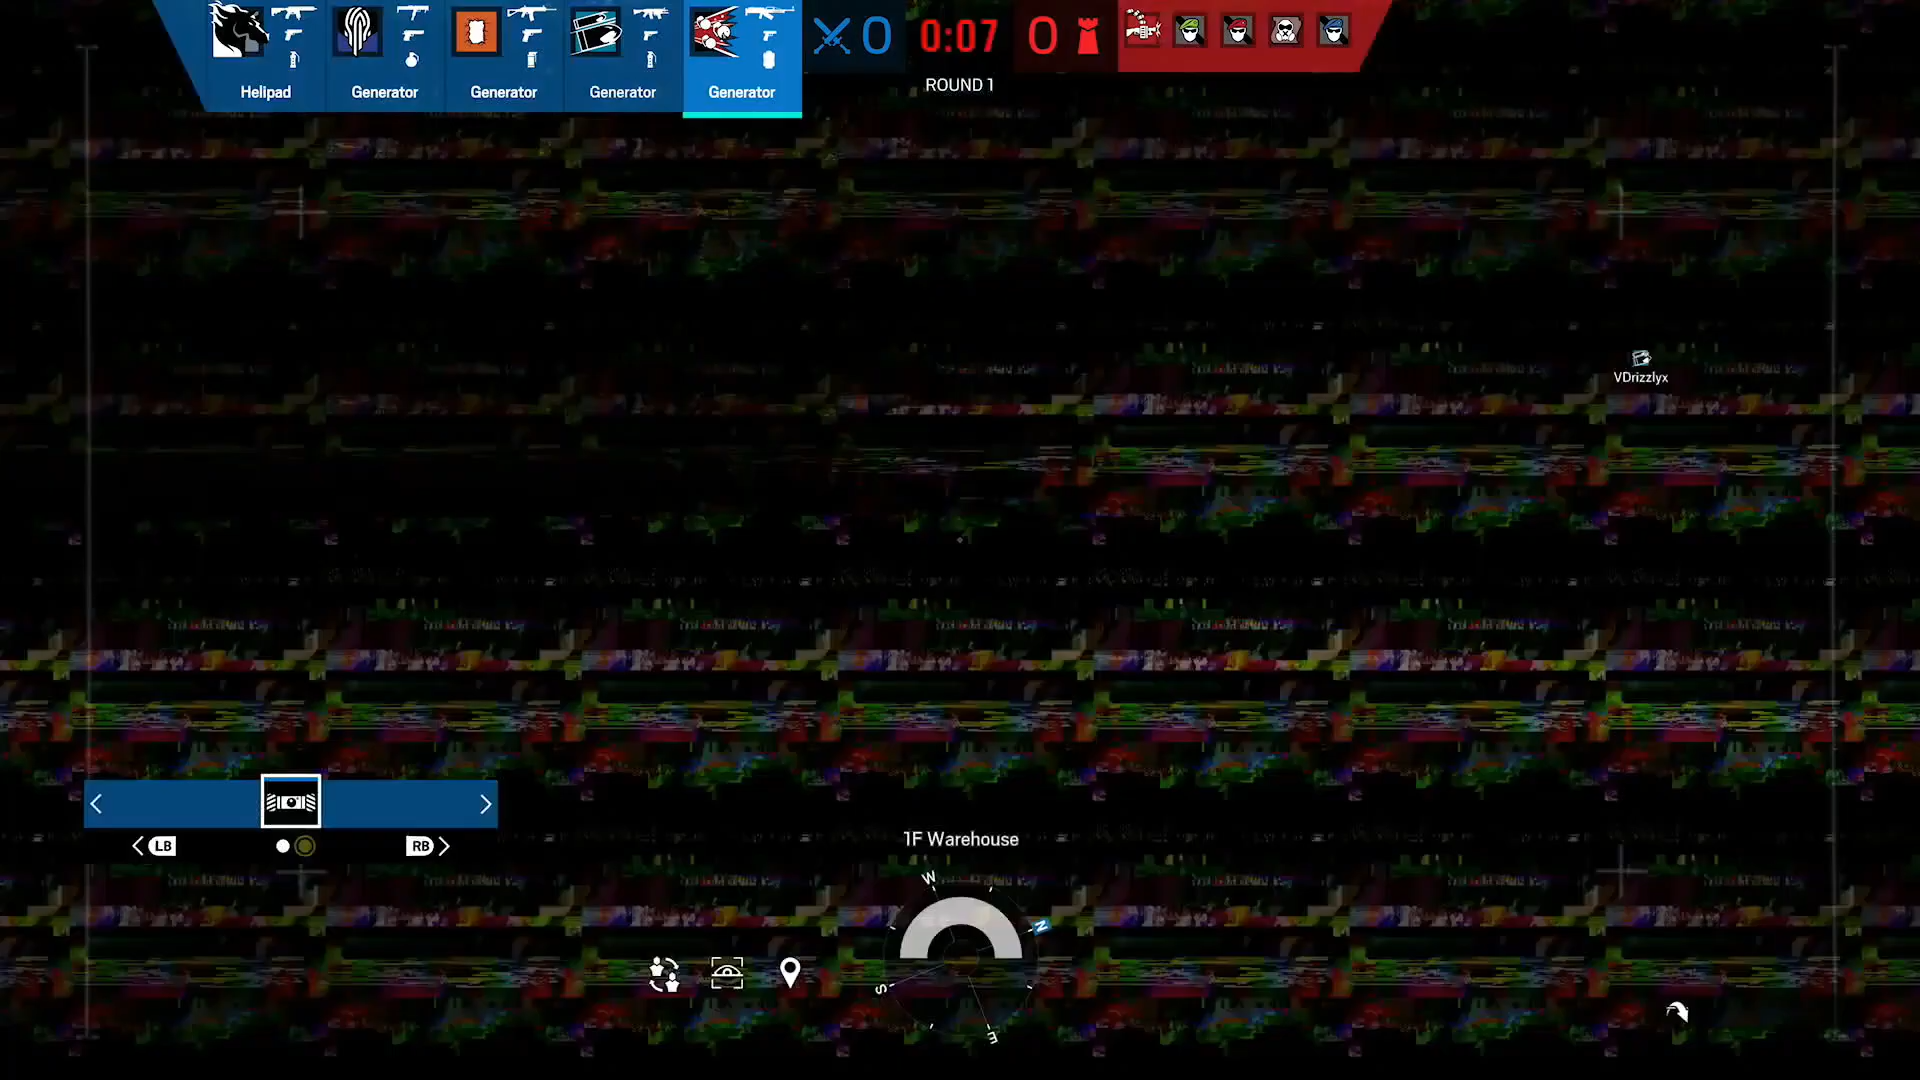 Helipad
Generator
Generator
Generator
Generator
0
0:07
0
ROUND 1
VDrizzlyx
LB
RB
1F Warehouse
W
N
S
E